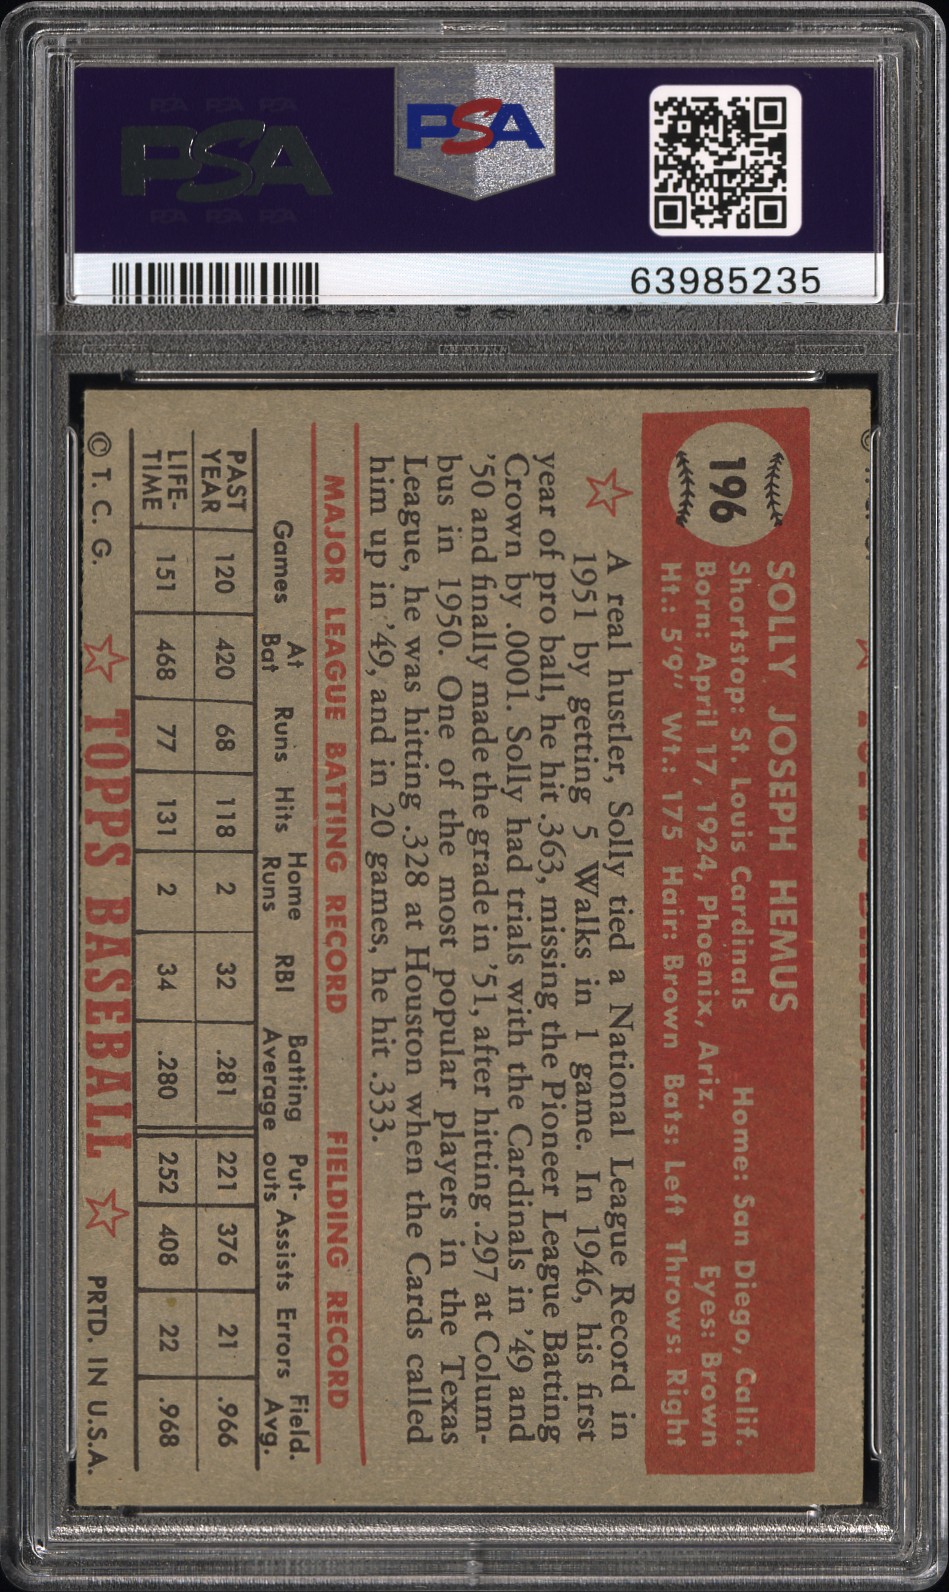 PSA
PSA
63985235
196
SOLLY JOSEPH HEMUS
Shortstop: St. Louis Cardinals Home: San Diego, Calif.
Born: April 17, 1924, Phoenix, Ariz. Eyes: Brown
Ht.: 5'9" Wt.: 175 Hair: Brown Bats: Left Throws: Right
A real hustler, Solly tied a National League Record in
1951 by getting 5 Walks in 1 game. In 1946, his first
year of pro ball, he hit .363, missing the Pioneer League Batting
Crown by .0001. Solly had trials with the Cardinals in '49 and
'50 and finally made the grade in '51, after hitting .297 at Colum-
bus in 1950. One of the most popular players in the Texas
League, he was hitting .328 at Houston when the Cards called
him up in '49, and in 20 games, he hit .333.
MAJOR LEAGUE BATTING RECORD FIELDING RECORD
Games At Bat Runs Hits Home Runs RBI Batting Average Put-outs Assists Errors Field. Avg.
PAST YEAR 120 420 68 118 2 32 .281 221 376 21 .966
LIFE-TIME 151 468 77 131 2 34 .280 252 408 22 .968
© T. C. G. TOPPS BASEBALL PRTD. IN U.S.A.